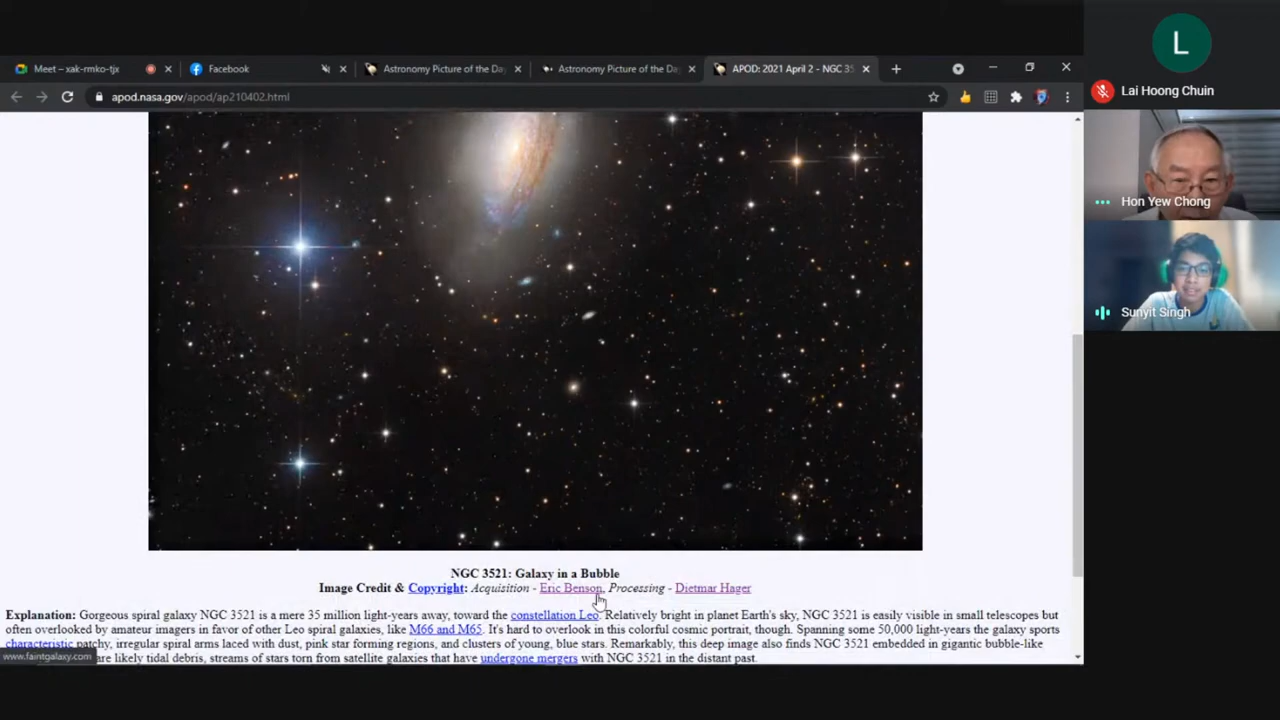 Meet – xak-rmko-tjx
Facebook
Astronomy Picture of the Da
Astronomy Picture of the Da
APOD: 2021 April 2 - NGC 35
apod.nasa.gov/apod/ap210402.html
L
Lai Hoong Chuin
Hon Yew Chong
Sunyit Singh
NGC 3521: Galaxy in a Bubble
Image Credit & Copyright: Acquisition - Eric Benson, Processing - Dietmar Hager
Explanation: Gorgeous spiral galaxy NGC 3521 is a mere 35 million light-years away, toward the constellation Leo. Relatively bright in planet Earth's sky, NGC 3521 is easily visible in small telescopes but
often overlooked by amateur imagers in favor of other Leo spiral galaxies, like M66 and M65. It's hard to overlook in this colorful cosmic portrait, though. Spanning some 50,000 light-years the galaxy sports
characteristic patchy, irregular spiral arms laced with dust, pink star forming regions, and clusters of young, blue stars. Remarkably, this deep image also finds NGC 3521 embedded in gigantic bubble-like
www.faintgalaxy.com are likely tidal debris, streams of stars torn from satellite galaxies that have undergone mergers with NGC 3521 in the distant past.